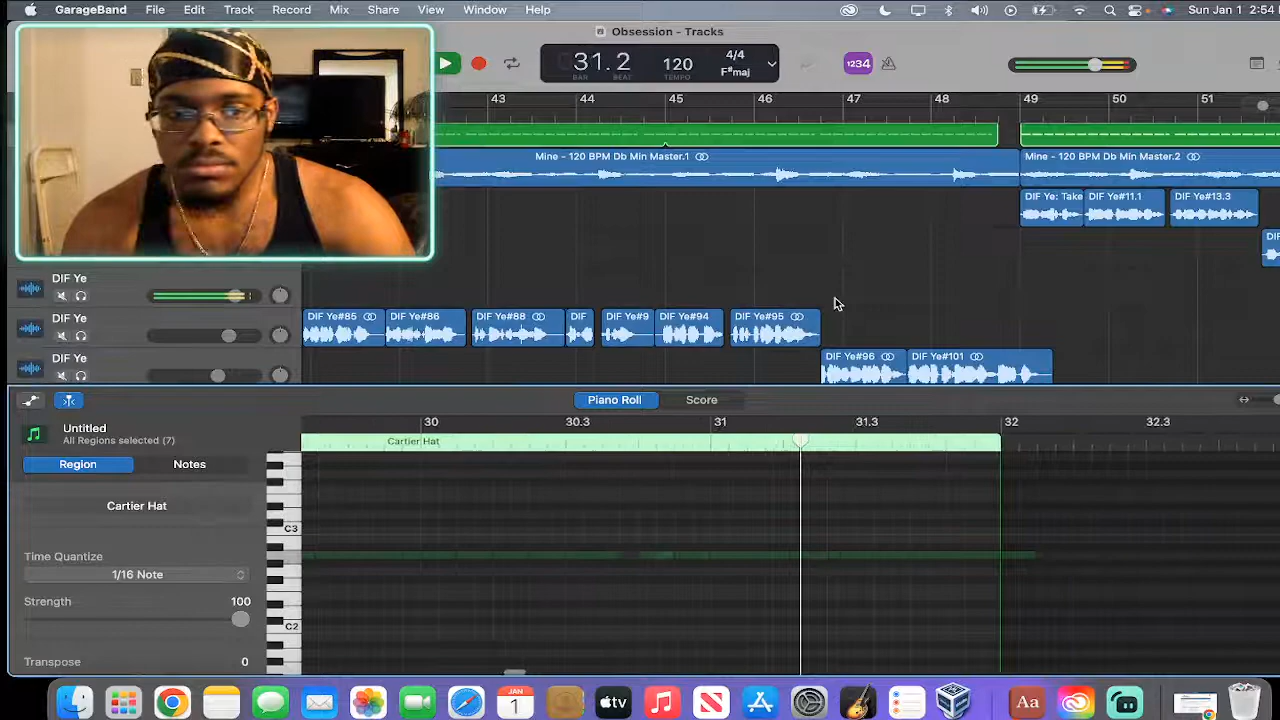 GarageBand File Edit Track Record Mix Share View Window Help Sun Jan 1 2:54
Obsession - Tracks
31.2 120 4/4 F#maj 1234
BAR BEAT TEMPO
43 44 45 46 47 48 49 50 51
Mine - 120 BPM Db Min Master.1 Mine - 120 BPM Db Min Master.2
DIF Ye: Take DIF Ye#11.1 DIF Ye#13.3
DIF
DIF Ye
DIF Ye DIF Ye#85 DIF Ye#86 DIF Ye#88 DIF DIF Ye#9 DIF Ye#94 DIF Ye#95
DIF Ye DIF Ye#96 DIF Ye#101
Piano Roll Score
Untitled
All Regions selected (7)
30 30.3 31 31.3 32 32.3
Cartier Hat
Region Notes
Cartier Hat
C3
Time Quantize
1/16 Note
Strength 100
C2
Transpose 0
JAN
1
tv
Aa